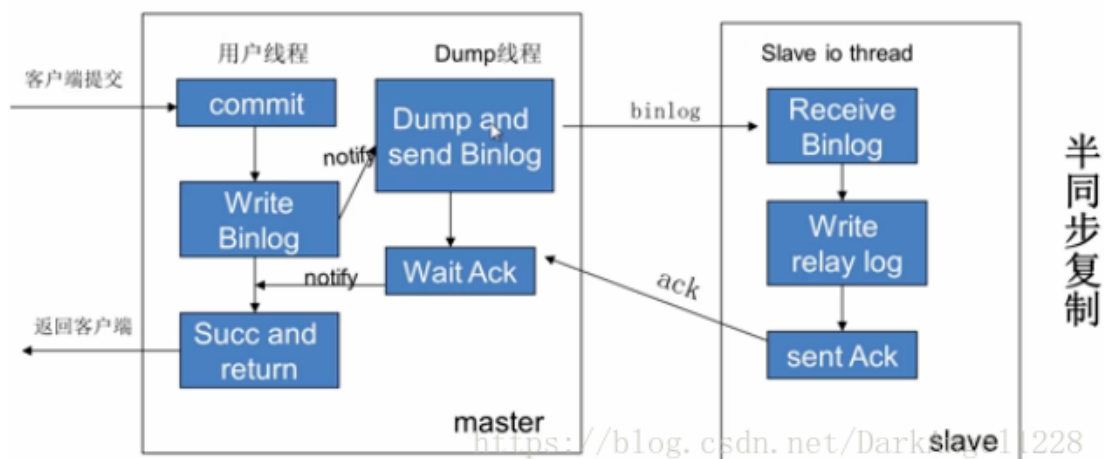 用户线程
Dump线程
Slave io thread
客户端提交
commit
Dump and
send Binlog
binlog
Receive
Binlog
notify
Write
Binlog
Write
relay log
Wait Ack
notify
ack
返回客户端
Succ and
return
sent Ack
master
slave
半同步复制